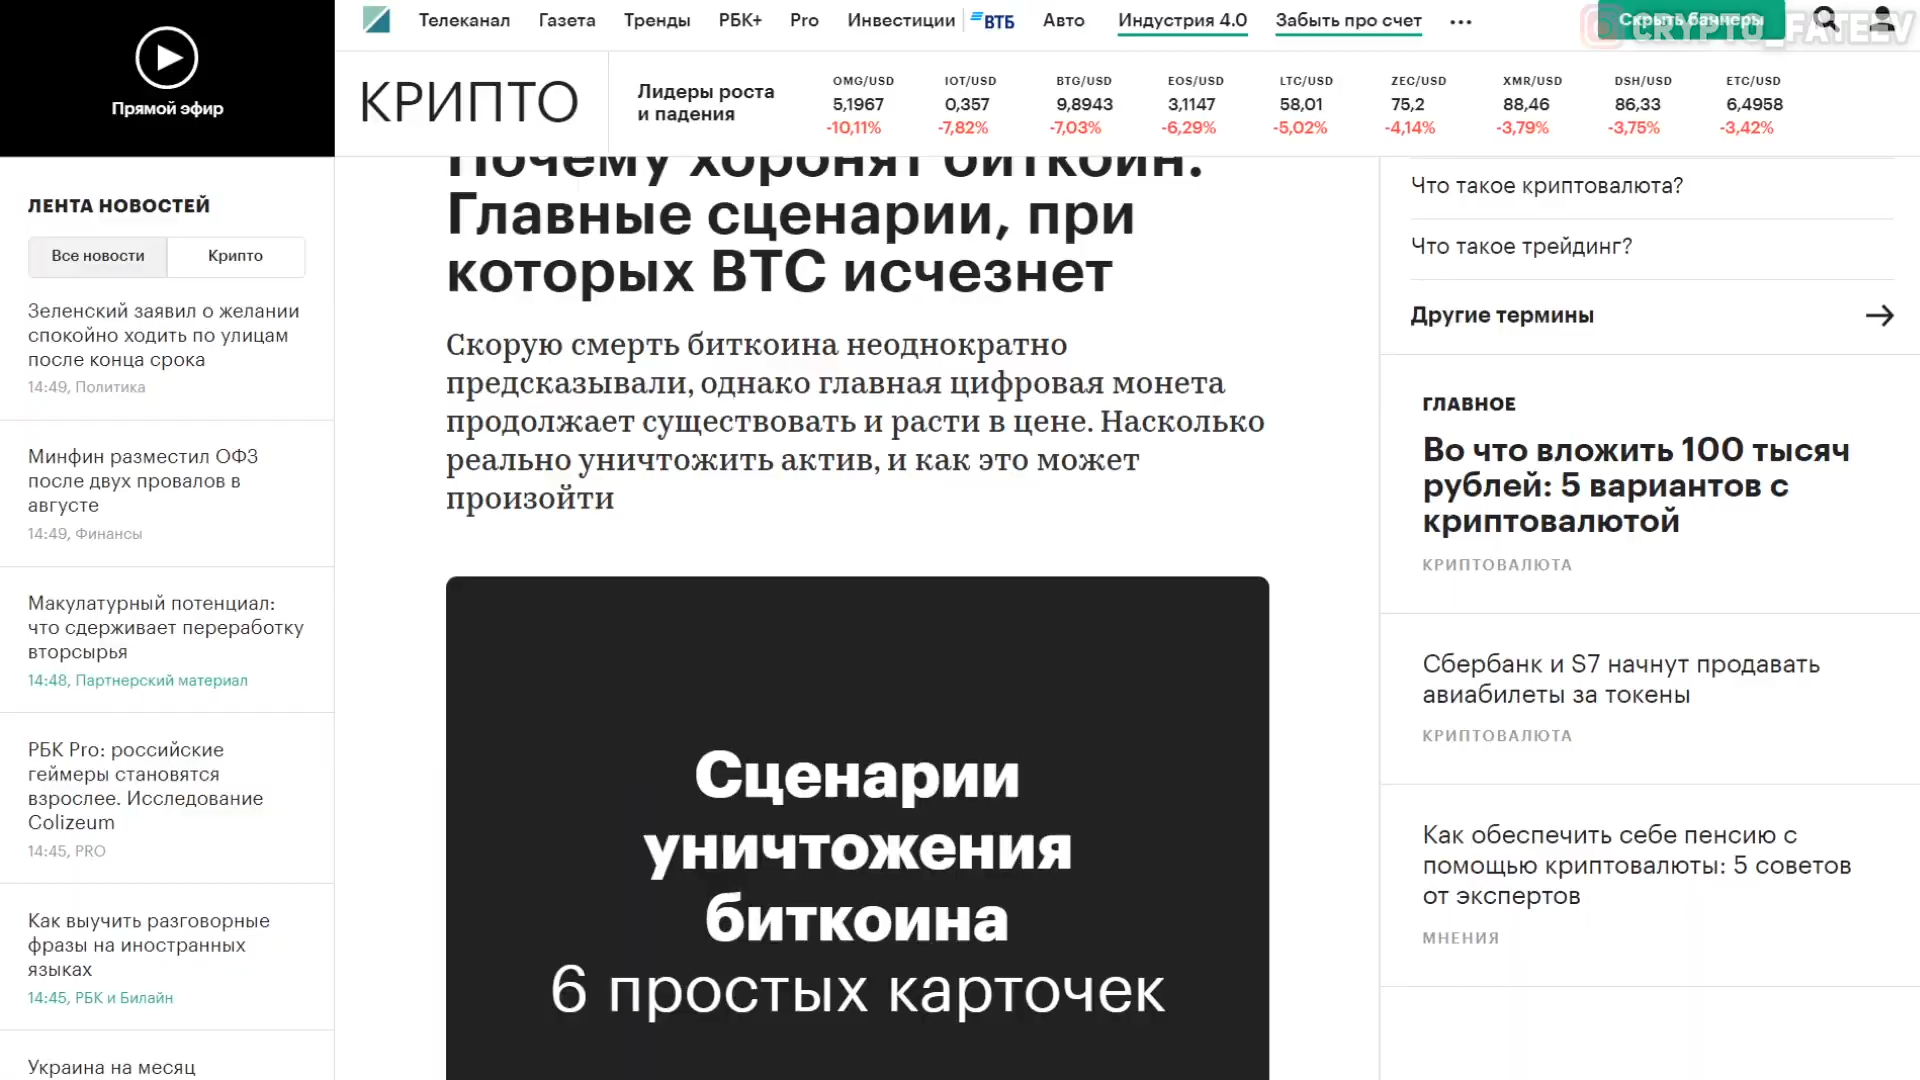 Телеканал Газета Тренды РБК+ Pro Инвестиции ВТБ Авто Индустрия 4.0 Забыть про счет ...
Скрыть баннеры
CRYPTO_FATEEV
Прямой эфир
КРИПТО
Лидеры роста
и падения
OMG/USD IOT/USD BTG/USD EOS/USD LTC/USD ZEC/USD XMR/USD DSH/USD ETC/USD
5,1967 0,357 9,8943 3,1147 58,01 75,2 88,46 86,33 6,4958
-10,11% -7,82% -7,03% -6,29% -5,02% -4,14% -3,79% -3,75% -3,42%
ЛЕНТА НОВОСТЕЙ
Все новости Крипто
Зеленский заявил о желании
спокойно ходить по улицам
после конца срока
14:49, Политика
Минфин разместил ОФЗ
после двух провалов в
августе
14:49, Финансы
Макулатурный потенциал:
что сдерживает переработку
вторсырья
14:48, Партнерский материал
РБК Pro: российские
геймеры становятся
взрослее. Исследование
Colizeum
14:45, PRO
Как выучить разговорные
фразы на иностранных
языках
14:45, РБК и Билайн
Украина на месяц
Почему хоронят биткоин.
Главные сценарии, при
которых BTC исчезнет
Скорую смерть биткоина неоднократно
предсказывали, однако главная цифровая монета
продолжает существовать и расти в цене. Насколько
реально уничтожить актив, и как это может
произойти
Сценарии
уничтожения
биткоина
6 простых карточек
Что такое криптовалюта?
Что такое трейдинг?
Другие термины
ГЛАВНОЕ
Во что вложить 100 тысяч
рублей: 5 вариантов с
криптовалютой
КРИПТОВАЛЮТА
Сбербанк и S7 начнут продавать
авиабилеты за токены
КРИПТОВАЛЮТА
Как обеспечить себе пенсию с
помощью криптовалюты: 5 советов
от экспертов
МНЕНИЯ